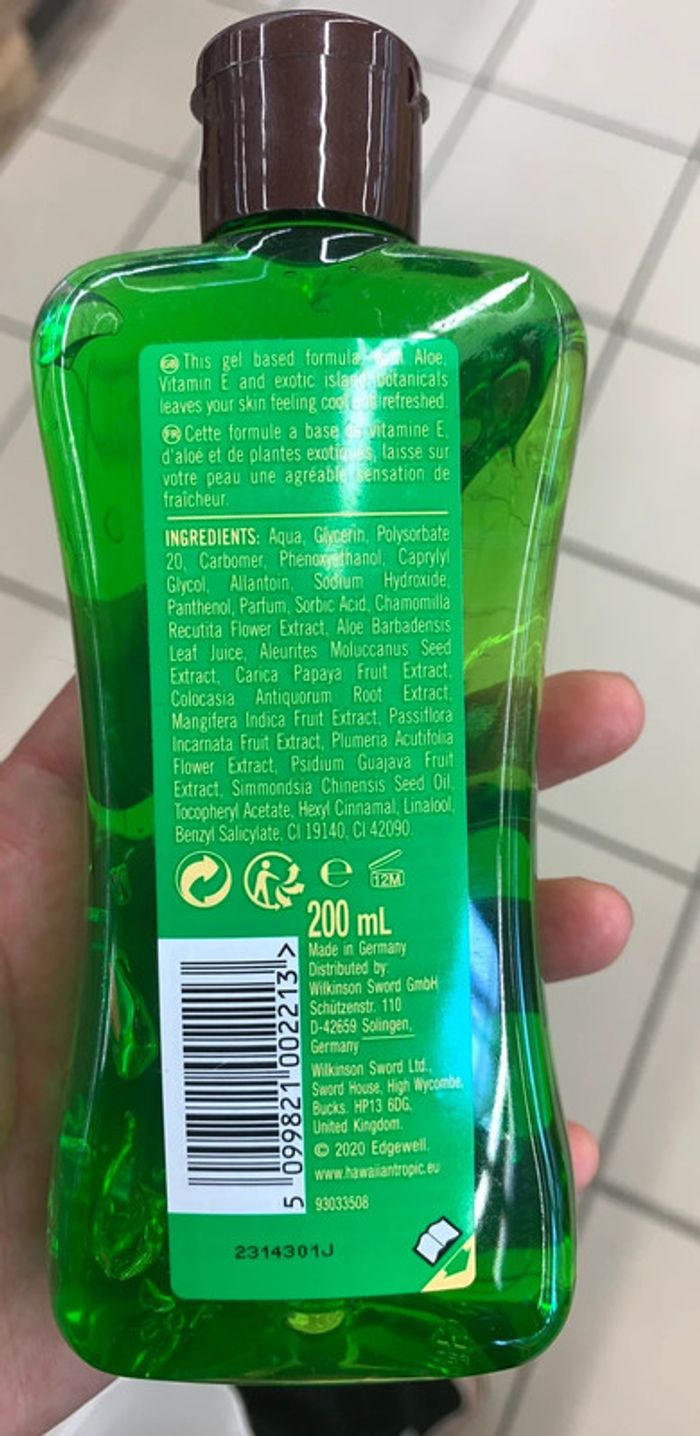 GB This gel based formula, with Aloe,
Vitamin E and exotic island botanicals
leaves your skin feeling cool and refreshed.
FR Cette formule a base de vitamine E,
d'aloé et de plantes exotiques, laisse sur
votre peau une agréable sensation de
fraîcheur.
INGREDIENTS: Aqua, Glycerin, Polysorbate
20, Carbomer, Phenoxyethanol, Caprylyl
Glycol, Allantoin, Sodium Hydroxide,
Panthenol, Parfum, Sorbic Acid, Chamomilla
Recutita Flower Extract, Aloe Barbadensis
Leaf Juice, Aleurites Moluccanus Seed
Extract, Carica Papaya Fruit Extract,
Colocasia Antiquorum Root Extract,
Mangifera Indica Fruit Extract, Passiflora
Incarnata Fruit Extract, Plumeria Acutifolia
Flower Extract, Psidium Guajava Fruit
Extract, Simmondsia Chinensis Seed Oil,
Tocopheryl Acetate, Hexyl Cinnamal, Linalool,
Benzyl Salicylate, CI 19140, CI 42090.
e 12M
200 mL
Made in Germany
Distributed by:
Wilkinson Sword GmbH
Schützenstr. 110
D-42659 Solingen,
Germany
Wilkinson Sword Ltd.,
Sword House, High Wycombe,
Bucks. HP13 6DG,
United Kingdom.
© 2020 Edgewell.
www.hawaiiantropic.eu
93033508
5 099821 002213 >
2314301J